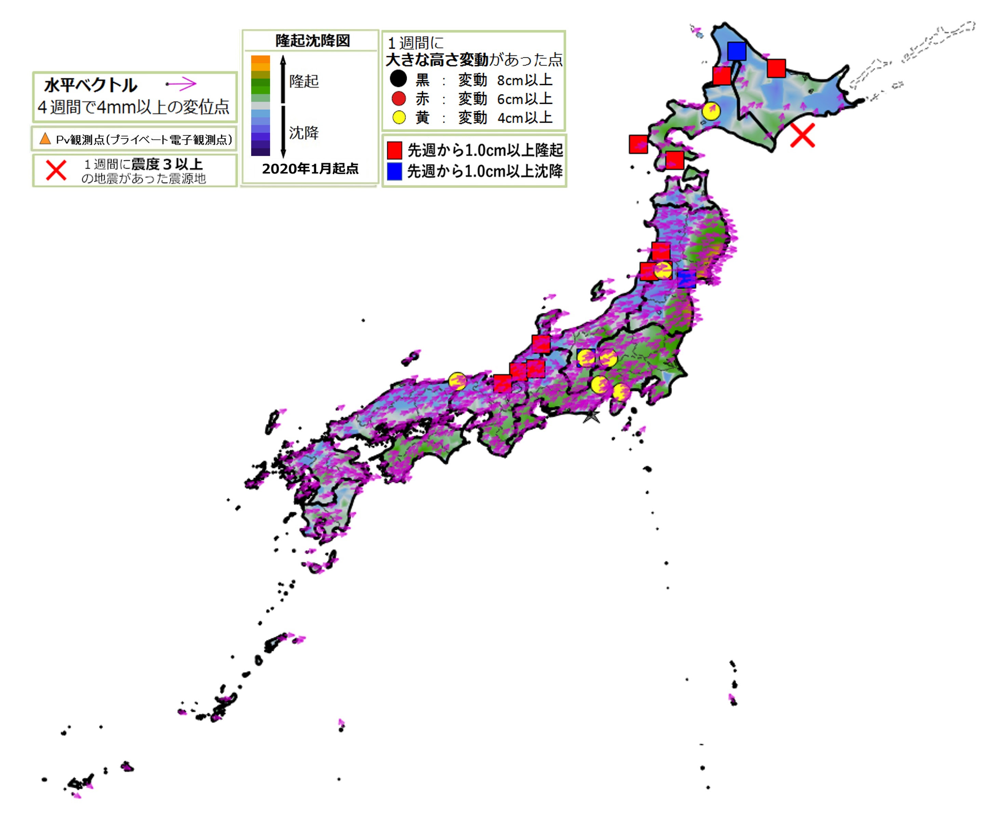 水平ベクトル
４週間で4mm以上の変位点
Pv観測点(プライベート電子観測点)
１週間に震度３以上
の地震があった震源地
隆起沈降図
隆起
沈降
2020年1月起点
１週間に
大きな高さ変動があった点
黒 ： 変動 8cm以上
赤 ： 変動 6cm以上
黄 ： 変動 4cm以上
先週から1.0cm以上隆起
先週から1.0cm以上沈降